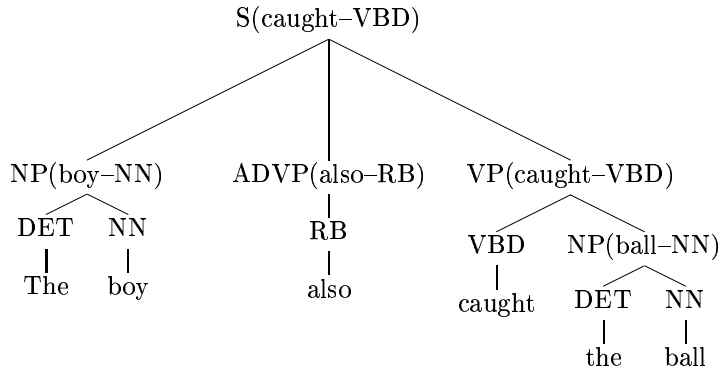 S(caught–VBD)
NP(boy–NN) ADVP(also–RB) VP(caught–VBD)
DET NN RB VBD NP(ball–NN)
The boy also caught DET NN
the ball